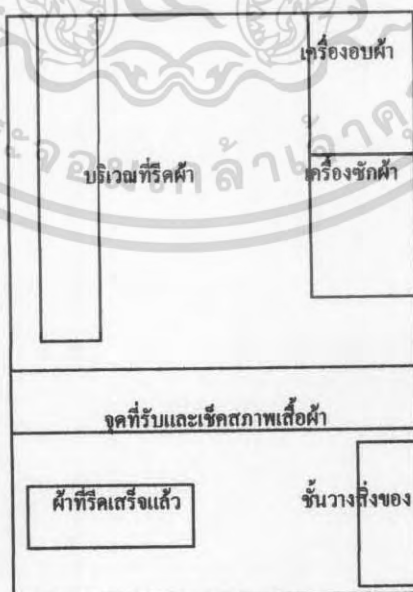 เครื่องอบผ้า
บริเวณที่รีดผ้า
เครื่องซักผ้า
จุดที่รับและเช็คสภาพเสื้อผ้า
ผ้าที่รีดเสร็จแล้ว
ชั้นวางสิ่งของ